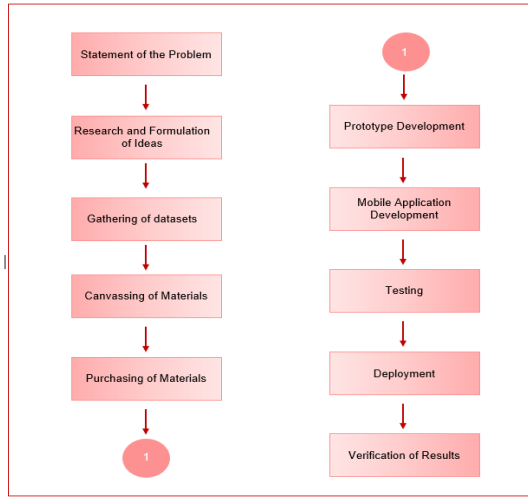 Statement of the Problem
Research and Formulation
of Ideas
Gathering of datasets
Canvassing of Materials
Purchasing of Materials
1
1
Prototype Development
Mobile Application
Development
Testing
Deployment
Verification of Results